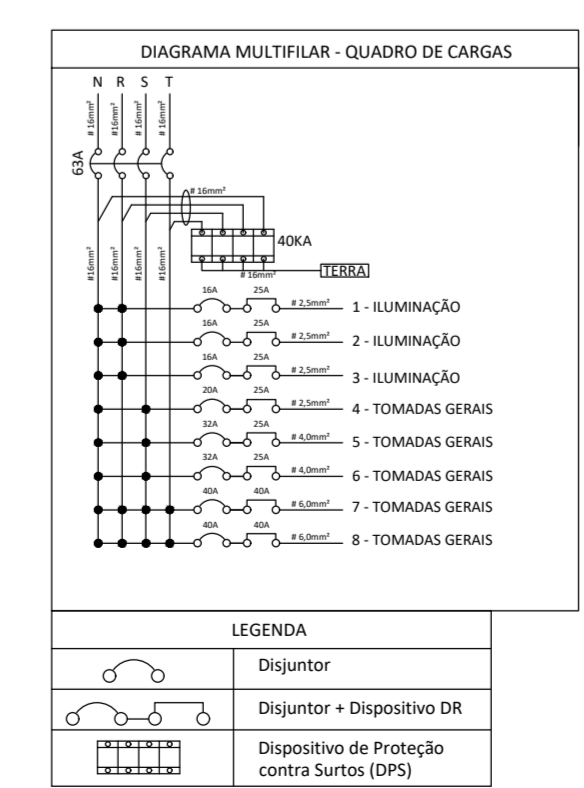 DIAGRAMA MULTIFILAR - QUADRO DE CARGAS
N R S T
# 16mm² #16mm² # 16mm² # 16mm²
63A
# 16mm²
40KA
#16mm² #16mm² #16mm² #16mm²
# 16mm²
TERRA
16A 25A # 2,5mm² 1 - ILUMINAÇÃO
16A 25A # 2,5mm² 2 - ILUMINAÇÃO
16A 25A # 2,5mm² 3 - ILUMINAÇÃO
20A 25A # 2,5mm² 4 - TOMADAS GERAIS
32A 25A # 4,0mm² 5 - TOMADAS GERAIS
32A 25A # 4,0mm² 6 - TOMADAS GERAIS
40A 40A # 6,0mm² 7 - TOMADAS GERAIS
40A 40A # 6,0mm² 8 - TOMADAS GERAIS
LEGENDA
Disjuntor
Disjuntor + Dispositivo DR
Dispositivo de Proteção
contra Surtos (DPS)